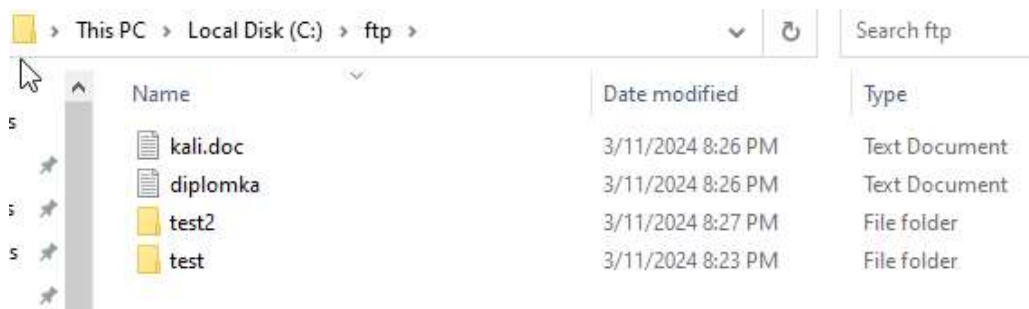 This PC > Local Disk (C:) > ftp > Search ftp
Name Date modified Type
s
kali.doc 3/11/2024 8:26 PM Text Document
diplomka 3/11/2024 8:26 PM Text Document
s
test2 3/11/2024 8:27 PM File folder
s
test 3/11/2024 8:23 PM File folder